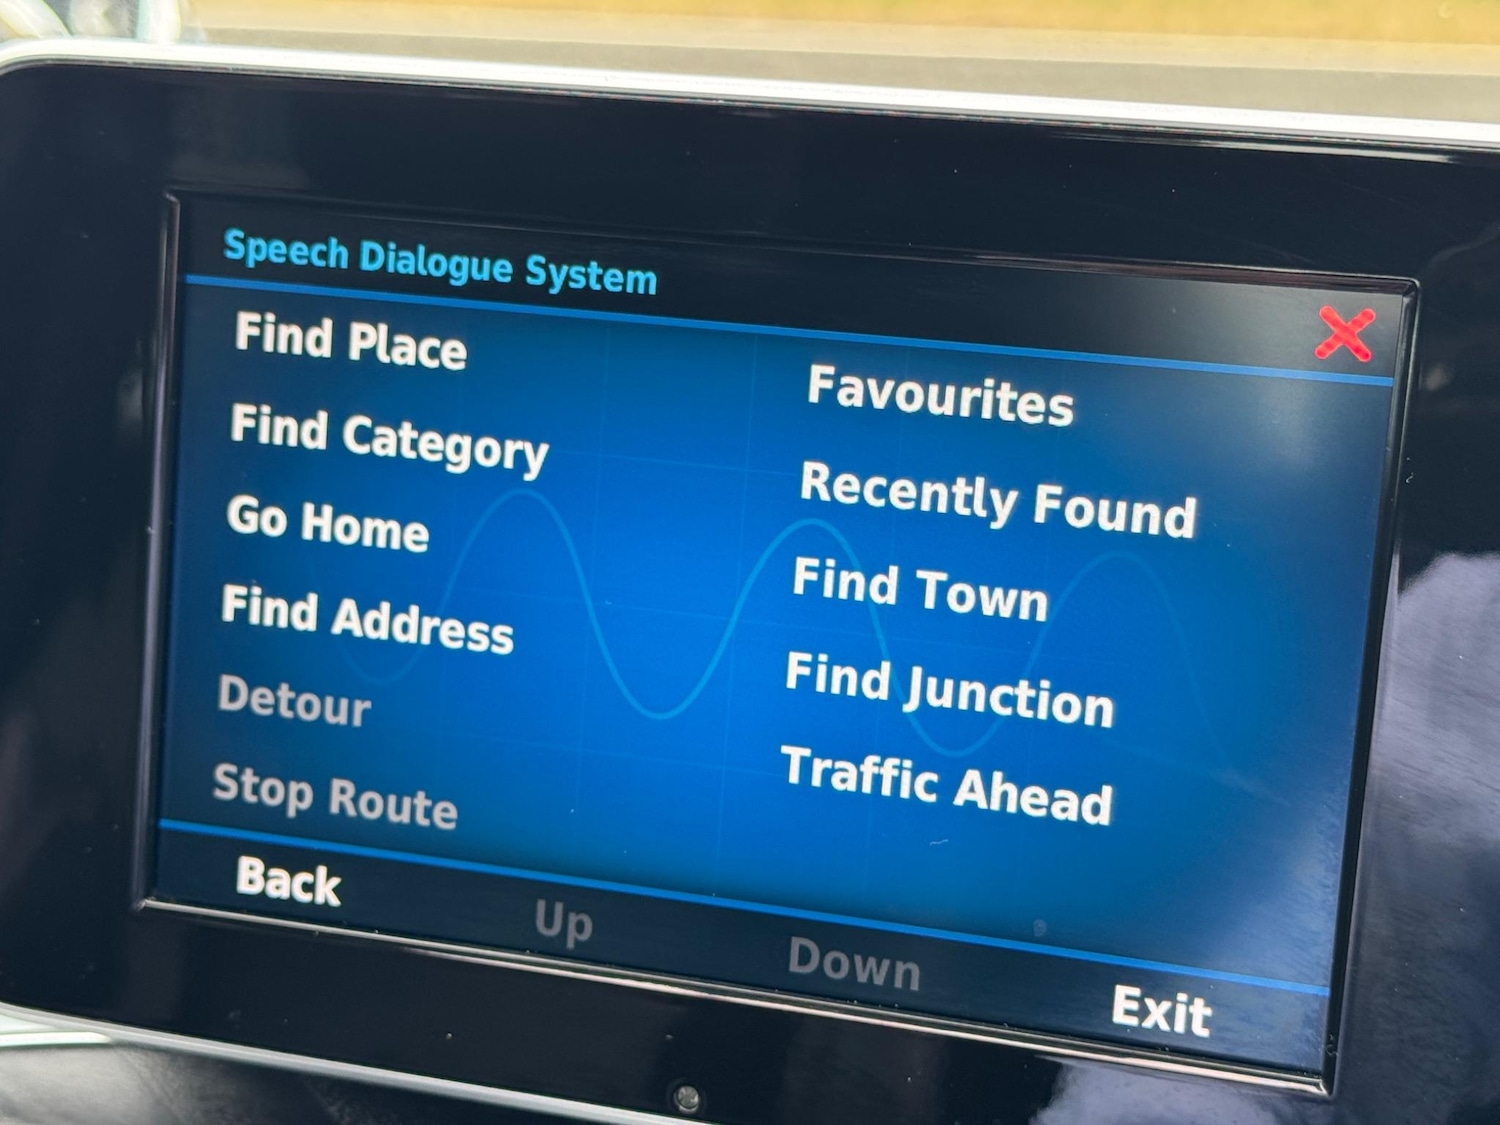 Speech Dialogue System
Find Place
Find Category
Go Home
Find Address
Detour
Stop Route
Favourites
Recently Found
Find Town
Find Junction
Traffic Ahead
Back
Up
Down
Exit